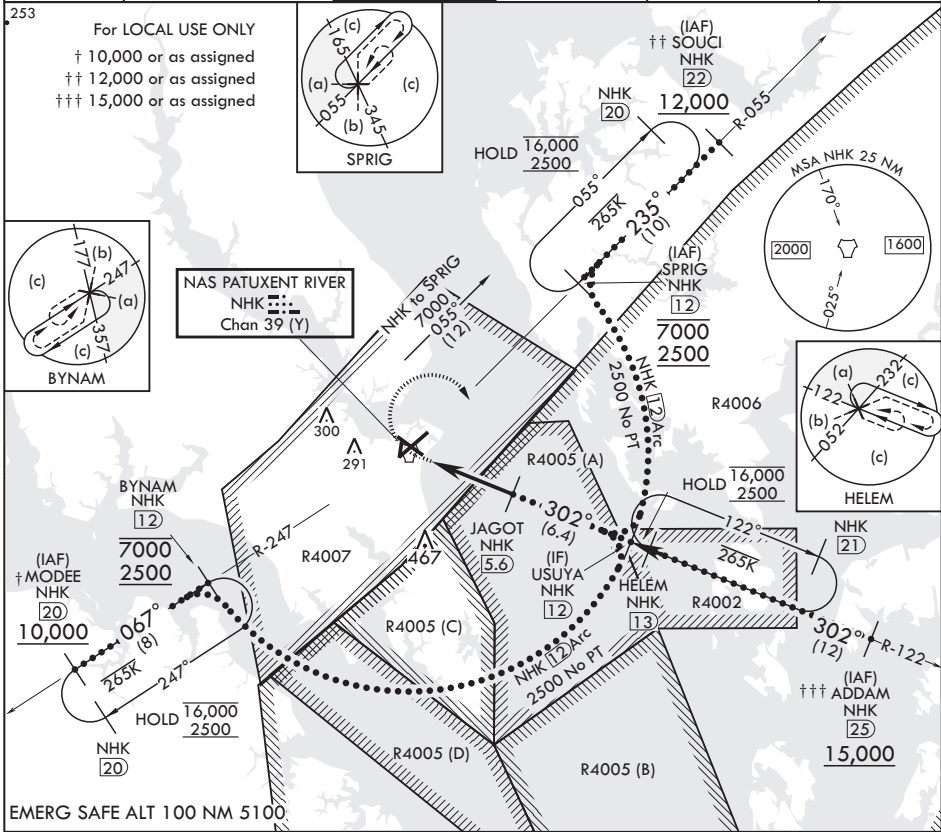 253
For LOCAL USE ONLY
† 10,000 or as assigned
†† 12,000 or as assigned
††† 15,000 or as assigned
165
(c)
(a)
(c)
055
(b)
345
SPRIG
(IAF)
†† SOUCI
NHK
22
12,000
R-055
NHK
20
HOLD 16,000
2500
055°
265K
235°
(10)
MSA NHK 25 NM
170°
2000
1600
025°
177
(b)
247
(c)
(a)
357
(c)
BYNAM
NAS PATUXENT RIVER
NHK
Chan 39 (Y)
NHK to SPRIG
7000
055°
(12)
(IAF)
SPRIG
NHK
12
7000
2500
NHK 12 Arc
2500 No PT
R4006
(a)
232
(c)
122
(b)
052
(c)
HELEM
300
291
R4005 (A)
HOLD 16,000
2500
122°
265K
NHK
21
BYNAM
NHK
12
7000
2500
R-247
R4007
467
JAGOT
NHK
5.6
302°
(6.4)
(IF)
USUYA
NHK
12
HELEM
NHK
13
R4002
302°
(12)
R-122
(IAF)
† MODEE
NHK
20
10,000
067°
(8)
265K
247°
R4005 (C)
NHK 12 Arc
2500 No PT
(IAF)
††† ADDAM
NHK
25
15,000
HOLD 16,000
2500
NHK
20
R4005 (D)
R4005 (B)
EMERG SAFE ALT 100 NM 5100